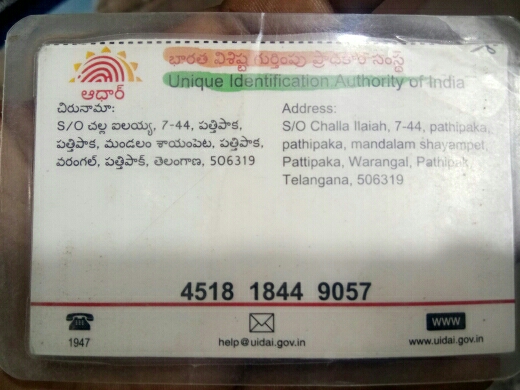 భారత విశిష్ట గుర్తింపు ప్రాధికార సంస్థ
Unique Identification Authority of India
ఆధార్
చిరునామా:
S/O చల్ల ఐలయ్య, 7-44, పత్తిపాక,
పత్తిపాక, మండలం శాయంపేట, పత్తిపాక,
వరంగల్, పత్తిపాక్, తెలంగాణ, 506319
Address:
S/O Challa Ilaiah, 7-44, pathipaka,
pathipaka, mandalam shayampet,
Pattipaka, Warangal, Pathipak,
Telangana, 506319
4518 1844 9057
1947
help@uidai.gov.in
WWW
www.uidai.gov.in